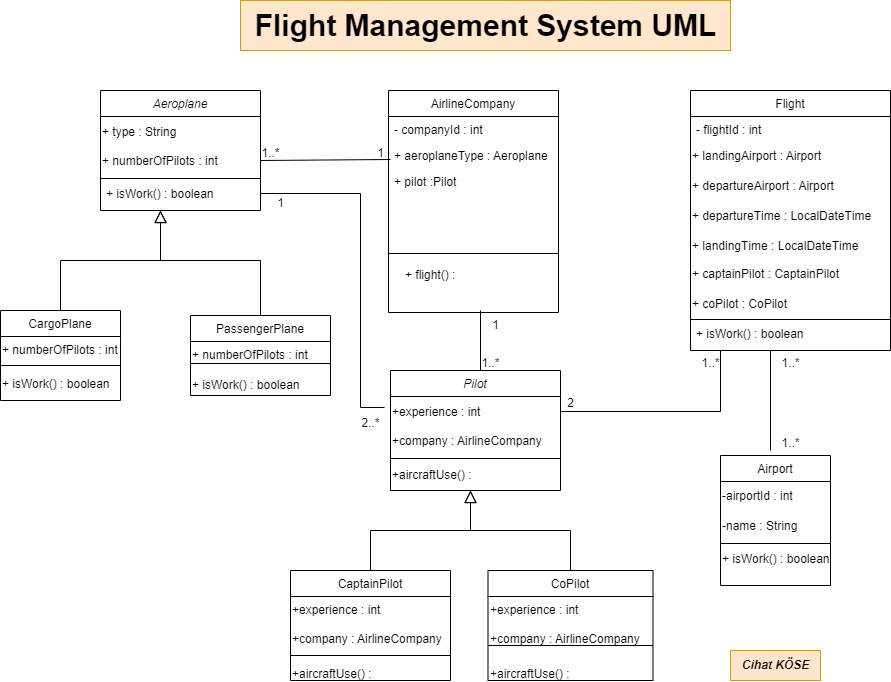 Flight Management System UML
Aeroplane
+ type : String
+ numberOfPilots : int
+ isWork() : boolean
1..*
1
1
AirlineCompany
- companyId : int
+ aeroplaneType : Aeroplane
+ pilot :Pilot
+ flight() :
1
1..*
Flight
- flightId : int
+ landingAirport : Airport
+ departureAirport : Airport
+ departureTime : LocalDateTime
+ landingTime : LocalDateTime
+ captainPilot : CaptainPilot
+ coPilot : CoPilot
+ isWork() : boolean
1..*
1..*
CargoPlane
+ numberOfPilots : int
+ isWork() : boolean
PassengerPlane
+ numberOfPilots : int
+ isWork() : boolean
2..*
Pilot
+experience : int
+company : AirlineCompany
+aircraftUse() :
2
1..*
Airport
-airportId : int
-name : String
+ isWork() : boolean
CaptainPilot
+experience : int
+company : AirlineCompany
+aircraftUse() :
CoPilot
+experience : int
+company : AirlineCompany
+aircraftUse() :
Cihat KÖSE